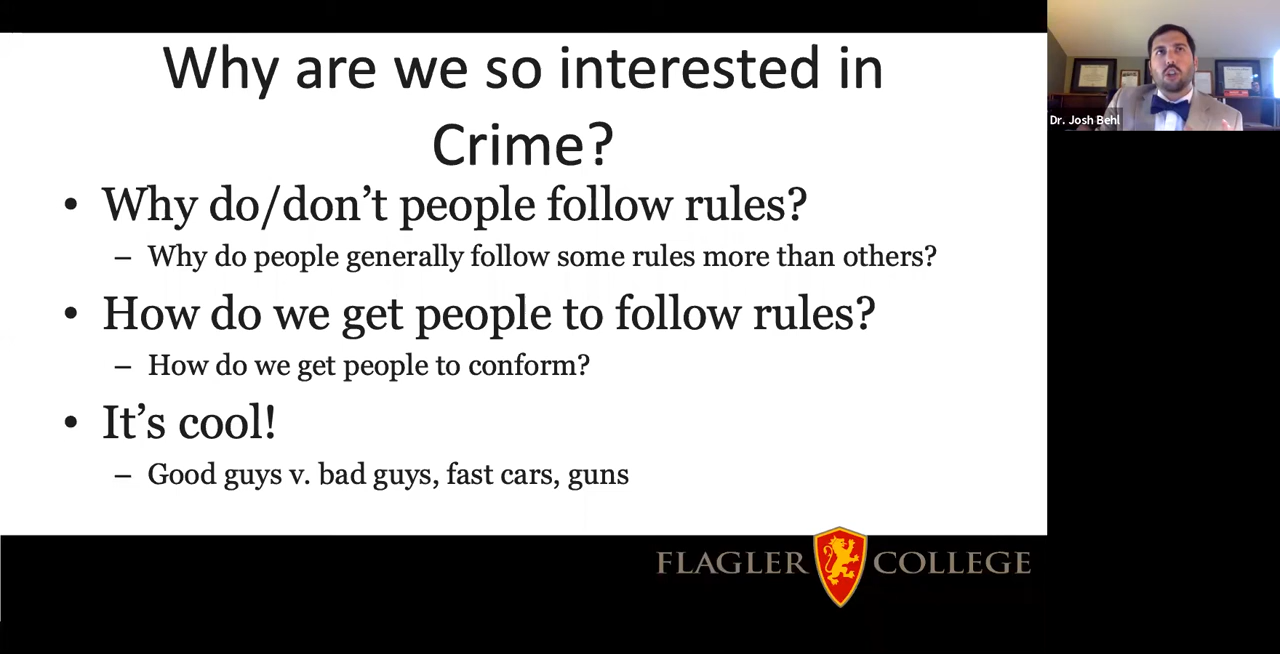 Why are we so interested in
Crime?
• Why do/don’t people follow rules?
– Why do people generally follow some rules more than others?
• How do we get people to follow rules?
– How do we get people to conform?
• It’s cool!
– Good guys v. bad guys, fast cars, guns
FLAGLER COLLEGE
Dr. Josh Behl